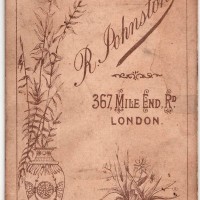 R. Johnston
367, Mile End. Rd
London.